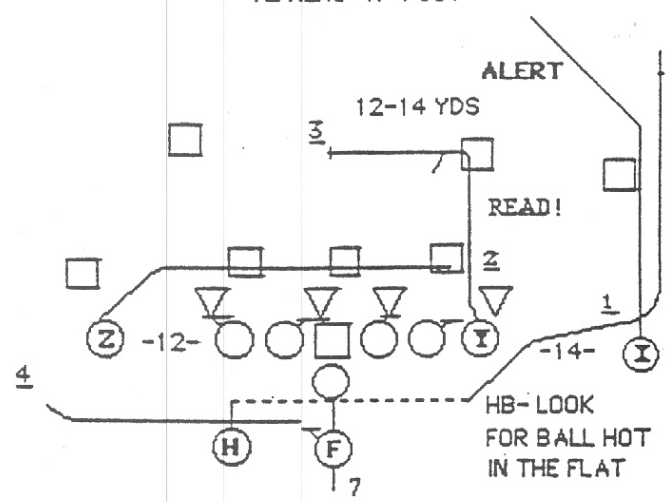 ALERT
12-14 YDS
3
READ!
2
1
Z
-12-
Y
-14-
X
4
HB-LOOK
FOR BALL HOT
IN THE FLAT
H
F
7